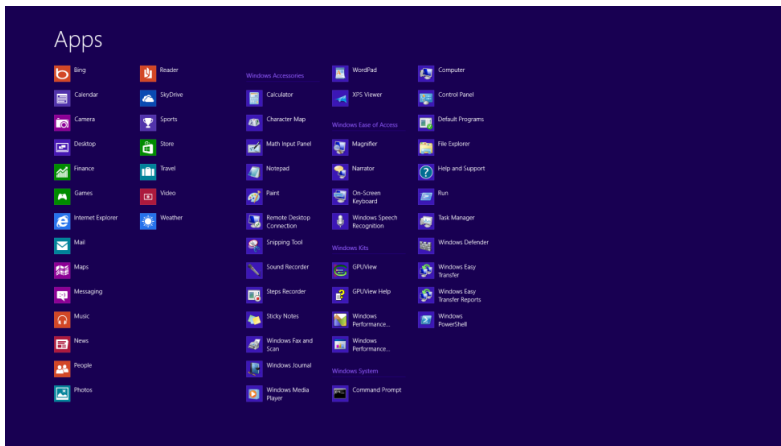 Apps
Bing
Calendar
Camera
Desktop
Finance
Games
Internet Explorer
Mail
Maps
Messaging
Music
News
People
Photos
Reader
SkyDrive
Sports
Store
Travel
Video
Weather
Windows Accessories
Calculator
Character Map
Math Input Panel
Notepad
Paint
Remote Desktop
Connection
Snipping Tool
Sound Recorder
Steps Recorder
Sticky Notes
Windows Fax and
Scan
Windows Journal
Windows Media
Player
WordPad
XPS Viewer
Windows Ease of Access
Magnifier
Narrator
On-Screen
Keyboard
Windows Speech
Recognition
Windows Kits
GPUView
GPUView Help
Windows
Performance...
Windows
Performance...
Windows System
Command Prompt
Computer
Control Panel
Default Programs
File Explorer
Help and Support
Run
Task Manager
Windows Defender
Windows Easy
Transfer
Windows Easy
Transfer Reports
Windows
PowerShell